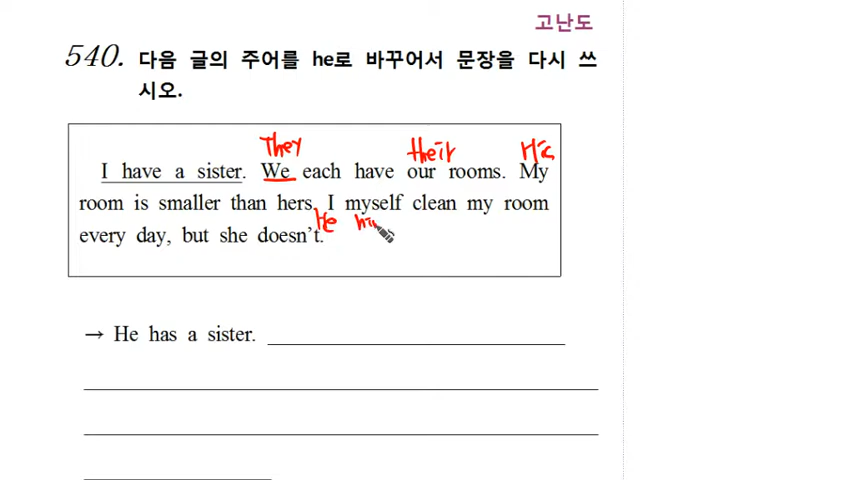 고난도
540. 다음 글의 주어를 he로 바꾸어서 문장을 다시 쓰
시오.
They their His
I have a sister. We each have our rooms. My
room is smaller than hers. I myself clean my room
He
every day, but she doesn't.
→ He has a sister.